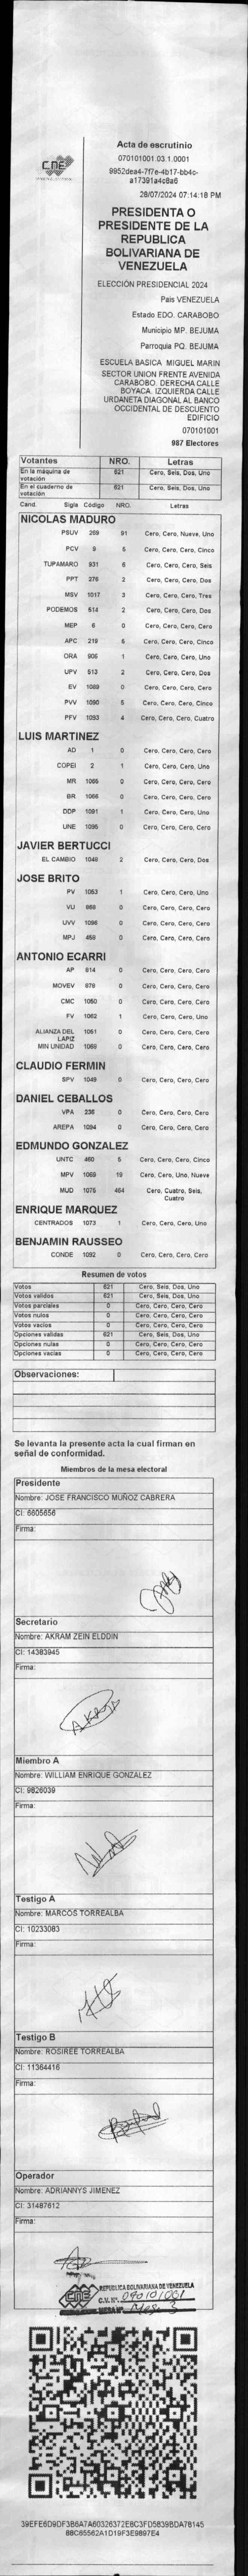 CNE
Acta de escrutinio
070101001.03.1.0001
9952dea4-7f7e-4b17-bb4c-
a17391a4c8a6
28/07/2024 07:14:18 PM
PRESIDENTA O
PRESIDENTE DE LA
REPUBLICA
BOLIVARIANA DE
VENEZUELA
ELECCIÓN PRESIDENCIAL 2024
Pais VENEZUELA
Estado EDO. CARABOBO
Municipio MP. BEJUMA
Parroquia PQ. BEJUMA
ESCUELA BASICA MIGUEL MARIN
SECTOR UNION FRENTE AVENIDA
CARABOBO. DERECHA CALLE
BOYACA. IZQUIERDA CALLE
URDANETA DIAGONAL AL BANCO
OCCIDENTAL DE DESCUENTO
EDIFICIO
070101001
987 Electores
Votantes NRO. Letras
En la máquina de votación 621 Cero, Seis, Dos, Uno
En el cuaderno de votación 621 Cero, Seis, Dos, Uno
Cand. Sigla Código NRO. Letras
NICOLAS MADURO
PSUV 269 91 Cero, Cero, Nueve, Uno
PCV 9 5 Cero, Cero, Cero, Cinco
TUPAMARO 931 6 Cero, Cero, Cero, Seis
PPT 276 2 Cero, Cero, Cero, Dos
MSV 1017 3 Cero, Cero, Cero, Tres
PODEMOS 514 2 Cero, Cero, Cero, Dos
MEP 6 0 Cero, Cero, Cero, Cero
APC 219 5 Cero, Cero, Cero, Cinco
ORA 906 1 Cero, Cero, Cero, Uno
UPV 513 2 Cero, Cero, Cero, Dos
EV 1089 0 Cero, Cero, Cero, Cero
PVV 1090 5 Cero, Cero, Cero, Cinco
PFV 1093 4 Cero, Cero, Cero, Cuatro
LUIS MARTINEZ
AD 1 0 Cero, Cero, Cero, Cero
COPEI 2 1 Cero, Cero, Cero, Uno
MR 1065 0 Cero, Cero, Cero, Cero
BR 1066 0 Cero, Cero, Cero, Cero
DDP 1091 1 Cero, Cero, Cero, Uno
UNE 1095 0 Cero, Cero, Cero, Cero
JAVIER BERTUCCI
EL CAMBIO 1048 2 Cero, Cero, Cero, Dos
JOSE BRITO
PV 1053 1 Cero, Cero, Cero, Uno
VU 868 0 Cero, Cero, Cero, Cero
UVV 1096 0 Cero, Cero, Cero, Cero
MPJ 459 0 Cero, Cero, Cero, Cero
ANTONIO ECARRI
AP 814 0 Cero, Cero, Cero, Cero
MOVEV 878 0 Cero, Cero, Cero, Cero
CMC 1050 0 Cero, Cero, Cero, Cero
FV 1062 1 Cero, Cero, Cero, Uno
ALIANZA DEL LAPIZ 1061 0 Cero, Cero, Cero, Cero
MIN UNIDAD 1069 0 Cero, Cero, Cero, Cero
CLAUDIO FERMIN
SPV 1049 0 Cero, Cero, Cero, Cero
DANIEL CEBALLOS
VPA 236 0 Cero, Cero, Cero, Cero
AREPA 1094 0 Cero, Cero, Cero, Cero
EDMUNDO GONZALEZ
UNTC 460 5 Cero, Cero, Cero, Cinco
MPV 1069 19 Cero, Cero, Uno, Nueve
MUD 1075 464 Cero, Cuatro, Seis, Cuatro
ENRIQUE MARQUEZ
CENTRADOS 1073 1 Cero, Cero, Cero, Uno
BENJAMIN RAUSSEO
CONDE 1092 0 Cero, Cero, Cero, Cero
Resumen de votos
Votos 621 Cero, Seis, Dos, Uno
Votos validos 621 Cero, Seis, Dos, Uno
Votos parciales 0 Cero, Cero, Cero, Cero
Votos nulos 0 Cero, Cero, Cero, Cero
Votos vacios 0 Cero, Cero, Cero, Cero
Opciones validas 621 Cero, Seis, Dos, Uno
Opciones nulas 0 Cero, Cero, Cero, Cero
Opciones vacias 0 Cero, Cero, Cero, Cero
Observaciones:
Se levanta la presente acta la cual firman en
señal de conformidad.
Miembros de la mesa electoral
Presidente
Nombre: JOSE FRANCISCO MUÑOZ CABRERA
CI: 6605656
Firma:
Secretario
Nombre: AKRAM ZEIN ELDDIN
CI: 14383945
Firma:
AKRAM
Miembro A
Nombre: WILLIAM ENRIQUE GONZALEZ
CI: 9826039
Firma:
Testigo A
Nombre: MARCOS TORREALBA
CI: 10233083
Firma:
Testigo B
Nombre: ROSIREE TORREALBA
CI: 11364416
Firma:
Operador
Nombre: ADRIANNYS JIMENEZ
CI: 31487612
Firma:
CNE REPUBLICA BOLIVARIANA DE VENEZUELA
C.V. Nº. 070101001
MESA Nº Mesa 3
39EFE6D9DF3B6A7A60326372E8C3FD5839BDA78145
88C65562A1D19F3E9897E4